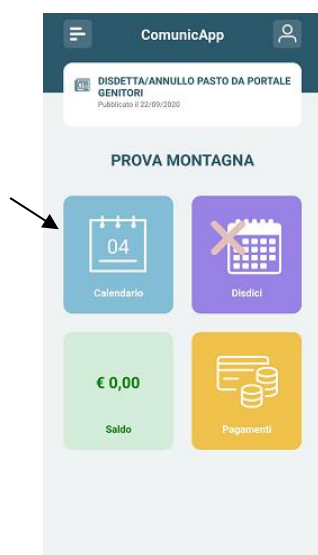 ComunicApp
DISDETTA/ANNULLO PASTO DA PORTALE
GENITORI
Pubblicato il 22/09/2020
PROVA MONTAGNA
04
Calendario
Disdici
€ 0,00
Saldo
Pagamenti